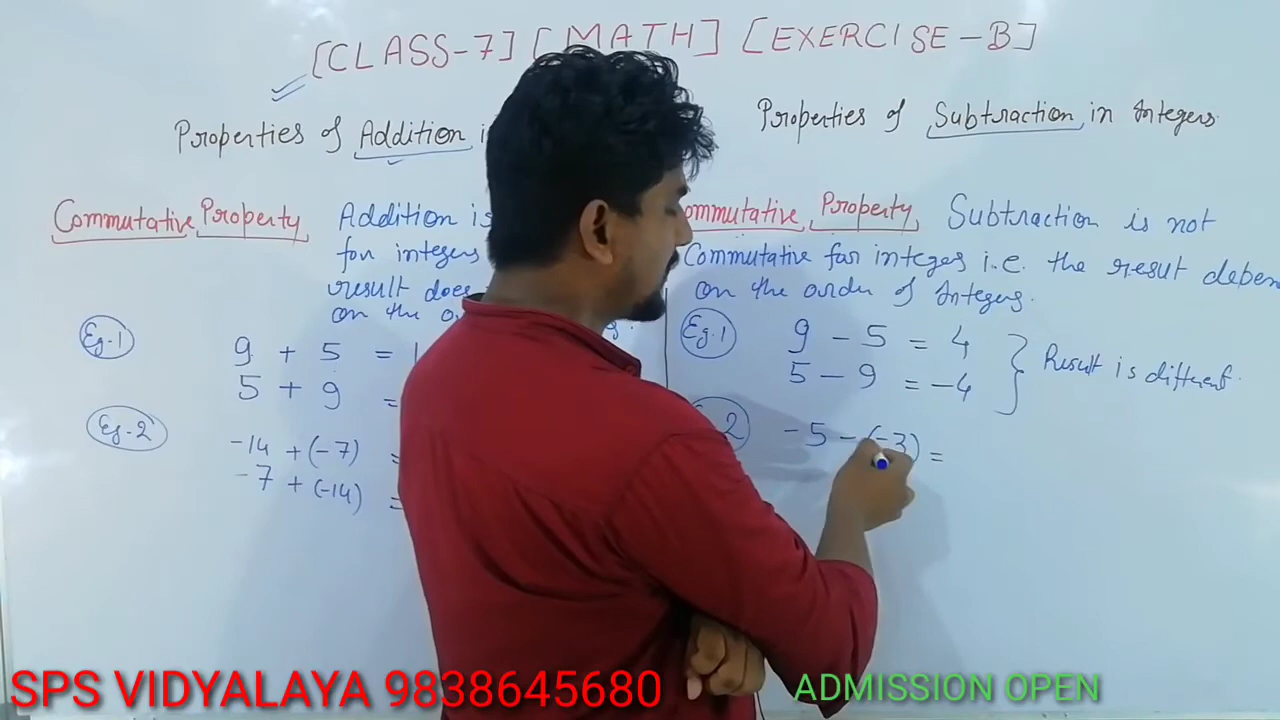 [CLASS-7] [MATH] [EXERCISE-B]
Properties of Addition i
Commutative Property Addition is
for integers
result does
on the o
g.
Eg.1
9 + 5 = 1
5 + 9 =
Eg-2
-14 + (-7) =
-7 + (-14) =
Properties of Subtraction in Integers.
ommutative Property Subtraction is not
Commutative for integes i.e. the result depen
on the order of Integers.
Eg.1
9 - 5 = 4
5 - 9 = -4
Result is different.
2
-5 - (-3) =
SPS VIDYALAYA 9838645680
ADMISSION OPEN